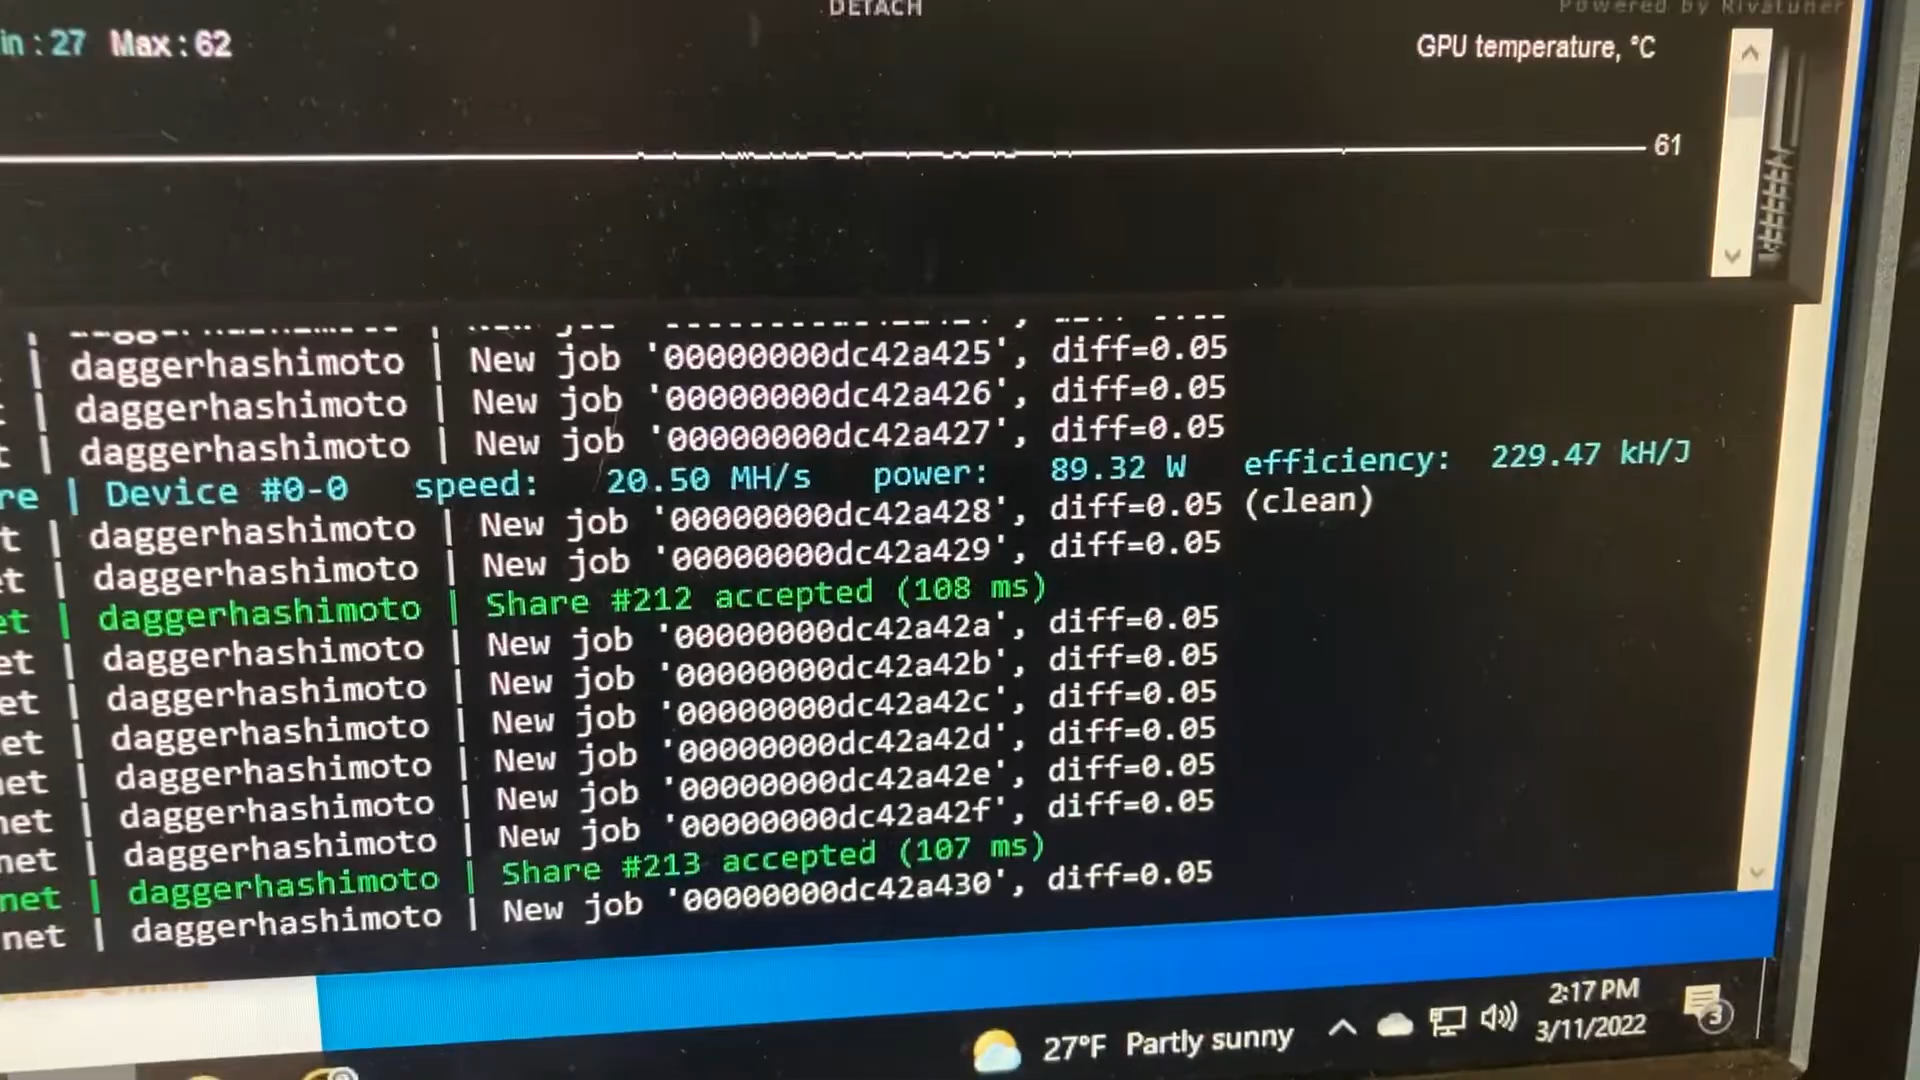 DETACH
Powered by Rivatuner
in : 27 Max : 62
GPU temperature, °C
61
| daggerhashimoto | New job '00000000dc42a425', diff=0.05
| daggerhashimoto | New job '00000000dc42a426', diff=0.05
t | daggerhashimoto | New job '00000000dc42a427', diff=0.05
re | Device #0-0 speed: 20.50 MH/s power: 89.32 W efficiency: 229.47 kH/J
t | daggerhashimoto | New job '00000000dc42a428', diff=0.05 (clean)
et | daggerhashimoto | New job '00000000dc42a429', diff=0.05
et | daggerhashimoto | Share #212 accepted (108 ms)
et | daggerhashimoto | New job '00000000dc42a42a', diff=0.05
et | daggerhashimoto | New job '00000000dc42a42b', diff=0.05
et | daggerhashimoto | New job '00000000dc42a42c', diff=0.05
net | daggerhashimoto | New job '00000000dc42a42d', diff=0.05
net | daggerhashimoto | New job '00000000dc42a42e', diff=0.05
net | daggerhashimoto | New job '00000000dc42a42f', diff=0.05
net | daggerhashimoto | Share #213 accepted (107 ms)
net | daggerhashimoto | New job '00000000dc42a430', diff=0.05
27°F Partly sunny
2:17 PM
3/11/2022
3